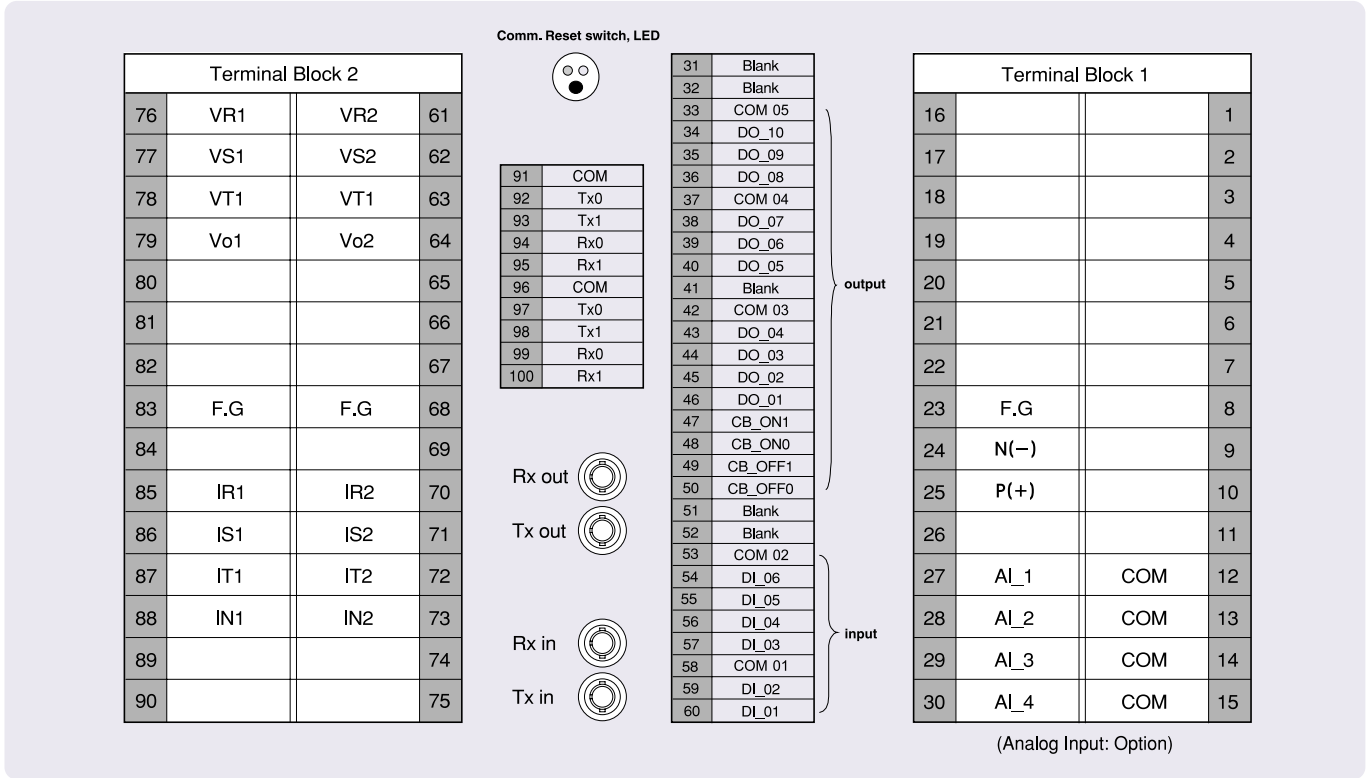 Comm. Reset switch, LED
Terminal Block 2
76 VR1 VR2 61
77 VS1 VS2 62
78 VT1 VT1 63
79 Vo1 Vo2 64
80 65
81 66
82 67
83 F.G F.G 68
84 69
85 IR1 IR2 70
86 IS1 IS2 71
87 IT1 IT2 72
88 IN1 IN2 73
89 74
90 75
91 COM
92 Tx0
93 Tx1
94 Rx0
95 Rx1
96 COM
97 Tx0
98 Tx1
99 Rx0
100 Rx1
Rx out
Tx out
Rx in
Tx in
31 Blank
32 Blank
33 COM 05
34 DO_10
35 DO_09
36 DO_08
37 COM 04
38 DO_07
39 DO_06
40 DO_05
41 Blank
42 COM 03
43 DO_04
44 DO_03
45 DO_02
46 DO_01
47 CB_ON1
48 CB_ON0
49 CB_OFF1
50 CB_OFF0
51 Blank
52 Blank
53 COM 02
54 DI_06
55 DI_05
56 DI_04
57 DI_03
58 COM 01
59 DI_02
60 DI_01
output
input
Terminal Block 1
16 1
17 2
18 3
19 4
20 5
21 6
22 7
23 F.G 8
24 N(−) 9
25 P(+) 10
26 11
27 AI_1 COM 12
28 AI_2 COM 13
29 AI_3 COM 14
30 AI_4 COM 15
(Analog Input: Option)